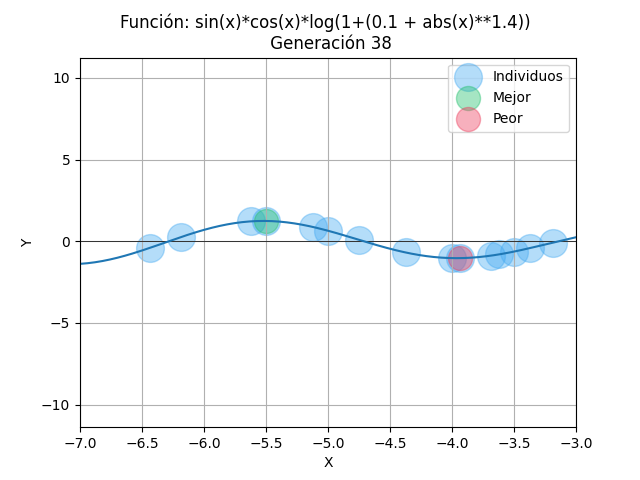 Función: sin(x)*cos(x)*log(1+(0.1 + abs(x)**1.4))
Generación 38
Individuos
Mejor
Peor
10
5
0
−5
−10
Y
−7.0 −6.5 −6.0 −5.5 −5.0 −4.5 −4.0 −3.5 −3.0
X